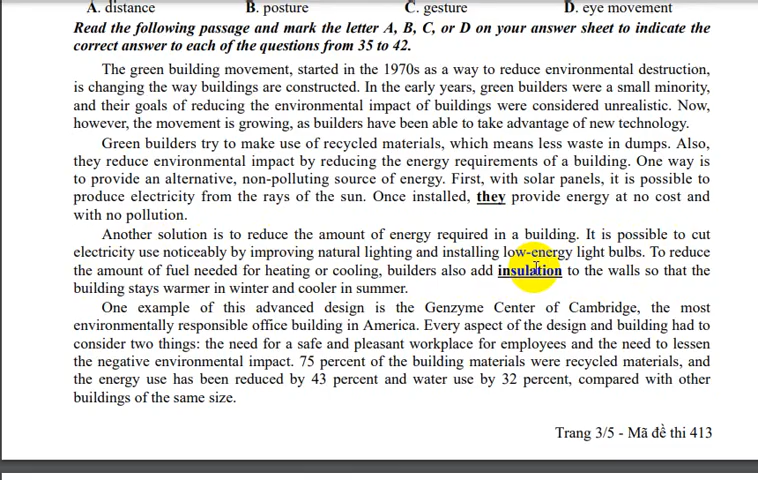 A. distance B. posture C. gesture D. eye movement
Read the following passage and mark the letter A, B, C, or D on your answer sheet to indicate the
correct answer to each of the questions from 35 to 42.
The green building movement, started in the 1970s as a way to reduce environmental destruction,
is changing the way buildings are constructed. In the early years, green builders were a small minority,
and their goals of reducing the environmental impact of buildings were considered unrealistic. Now,
however, the movement is growing, as builders have been able to take advantage of new technology.
Green builders try to make use of recycled materials, which means less waste in dumps. Also,
they reduce environmental impact by reducing the energy requirements of a building. One way is
to provide an alternative, non-polluting source of energy. First, with solar panels, it is possible to
produce electricity from the rays of the sun. Once installed, they provide energy at no cost and
with no pollution.
Another solution is to reduce the amount of energy required in a building. It is possible to cut
electricity use noticeably by improving natural lighting and installing low-energy light bulbs. To reduce
the amount of fuel needed for heating or cooling, builders also add insulation to the walls so that the
building stays warmer in winter and cooler in summer.
One example of this advanced design is the Genzyme Center of Cambridge, the most
environmentally responsible office building in America. Every aspect of the design and building had to
consider two things: the need for a safe and pleasant workplace for employees and the need to lessen
the negative environmental impact. 75 percent of the building materials were recycled materials, and
the energy use has been reduced by 43 percent and water use by 32 percent, compared with other
buildings of the same size.
Trang 3/5 - Mã đề thi 413